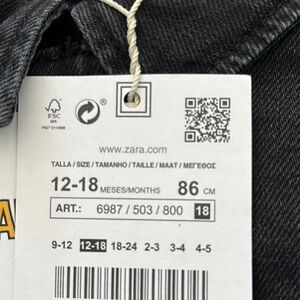 FSC
MIX
www.zara.com
TALLA / SIZE / TAMANHO / TAILLE / MAAT / ΜΕΓΕΘΟΣ
12-18 MESES/MONTHS 86 CM
ART.: 6987 / 503 / 800 18
9-12 12-18 18-24 2-3 3-4 4-5